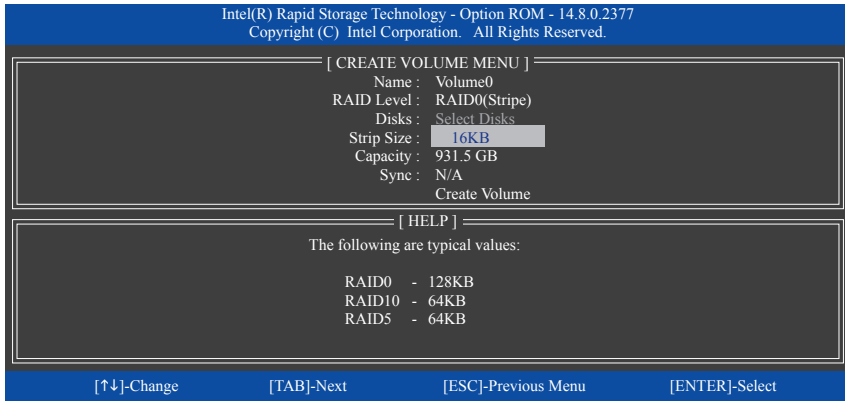 Intel(R) Rapid Storage Technology - Option ROM - 14.8.0.2377
Copyright (C) Intel Corporation. All Rights Reserved.
[ CREATE VOLUME MENU ]
Name : Volume0
RAID Level : RAID0(Stripe)
Disks : Select Disks
Strip Size : 16KB
Capacity : 931.5 GB
Sync : N/A
Create Volume
[ HELP ]
The following are typical values:
RAID0 - 128KB
RAID10 - 64KB
RAID5 - 64KB
[↑↓]-Change [TAB]-Next [ESC]-Previous Menu [ENTER]-Select